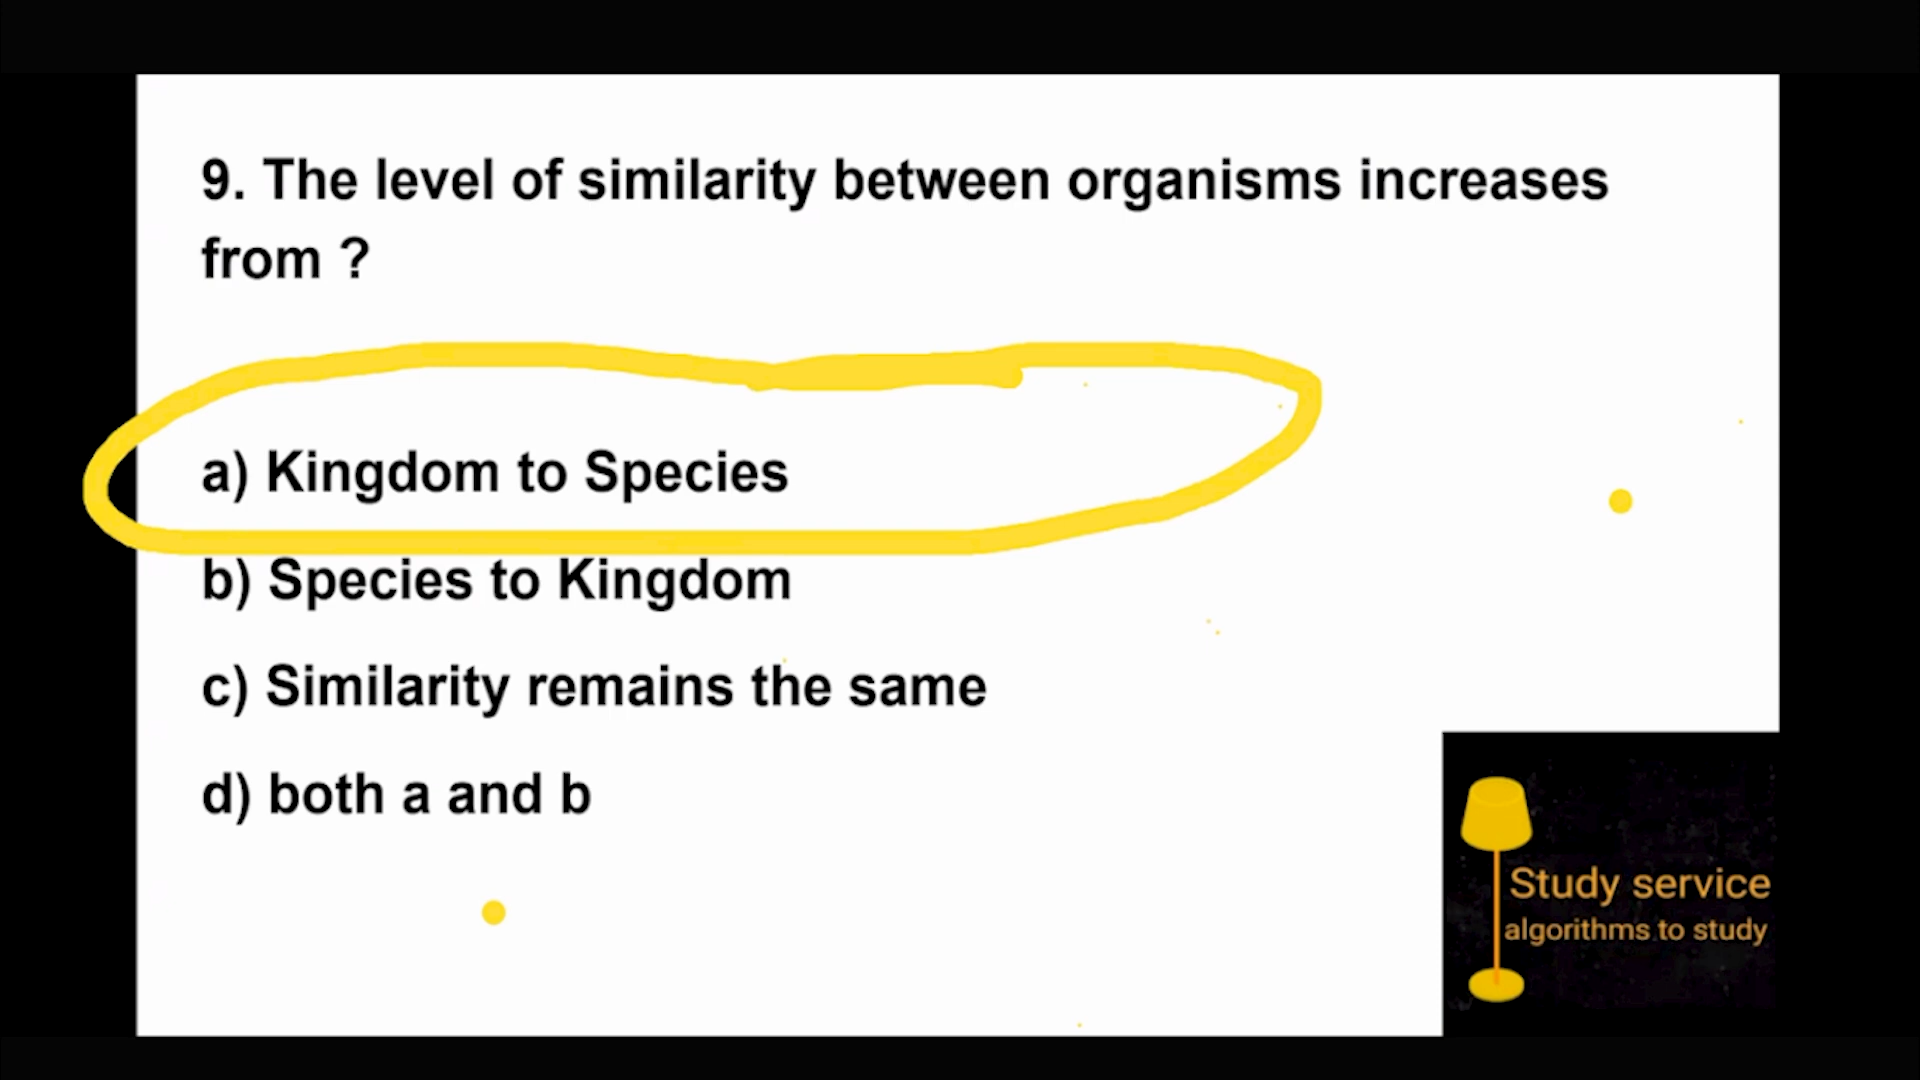 9. The level of similarity between organisms increases
from ?
a) Kingdom to Species
b) Species to Kingdom
c) Similarity remains the same
d) both a and b
Study service
algorithms to study